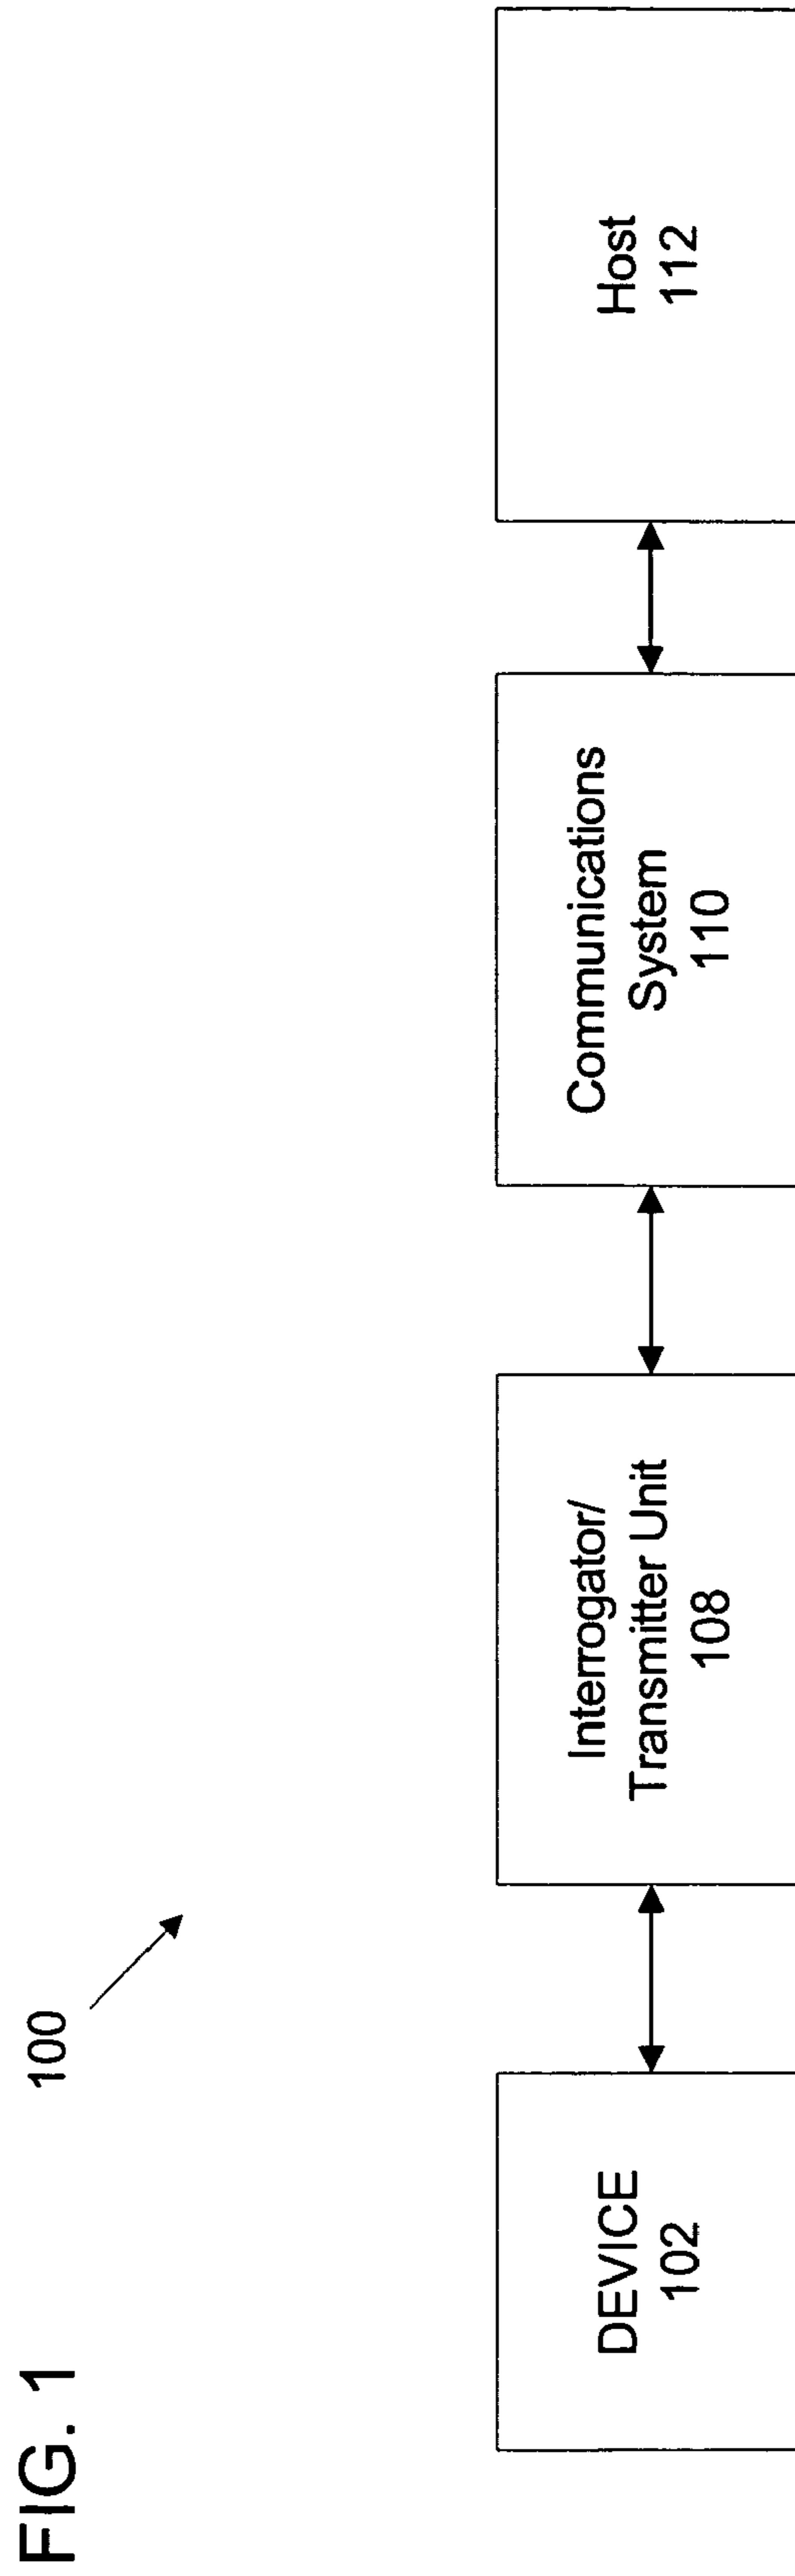 FIG. 1
100
DEVICE
102
Interrogator/
Transmitter Unit
108
Communications
System
110
Host
112